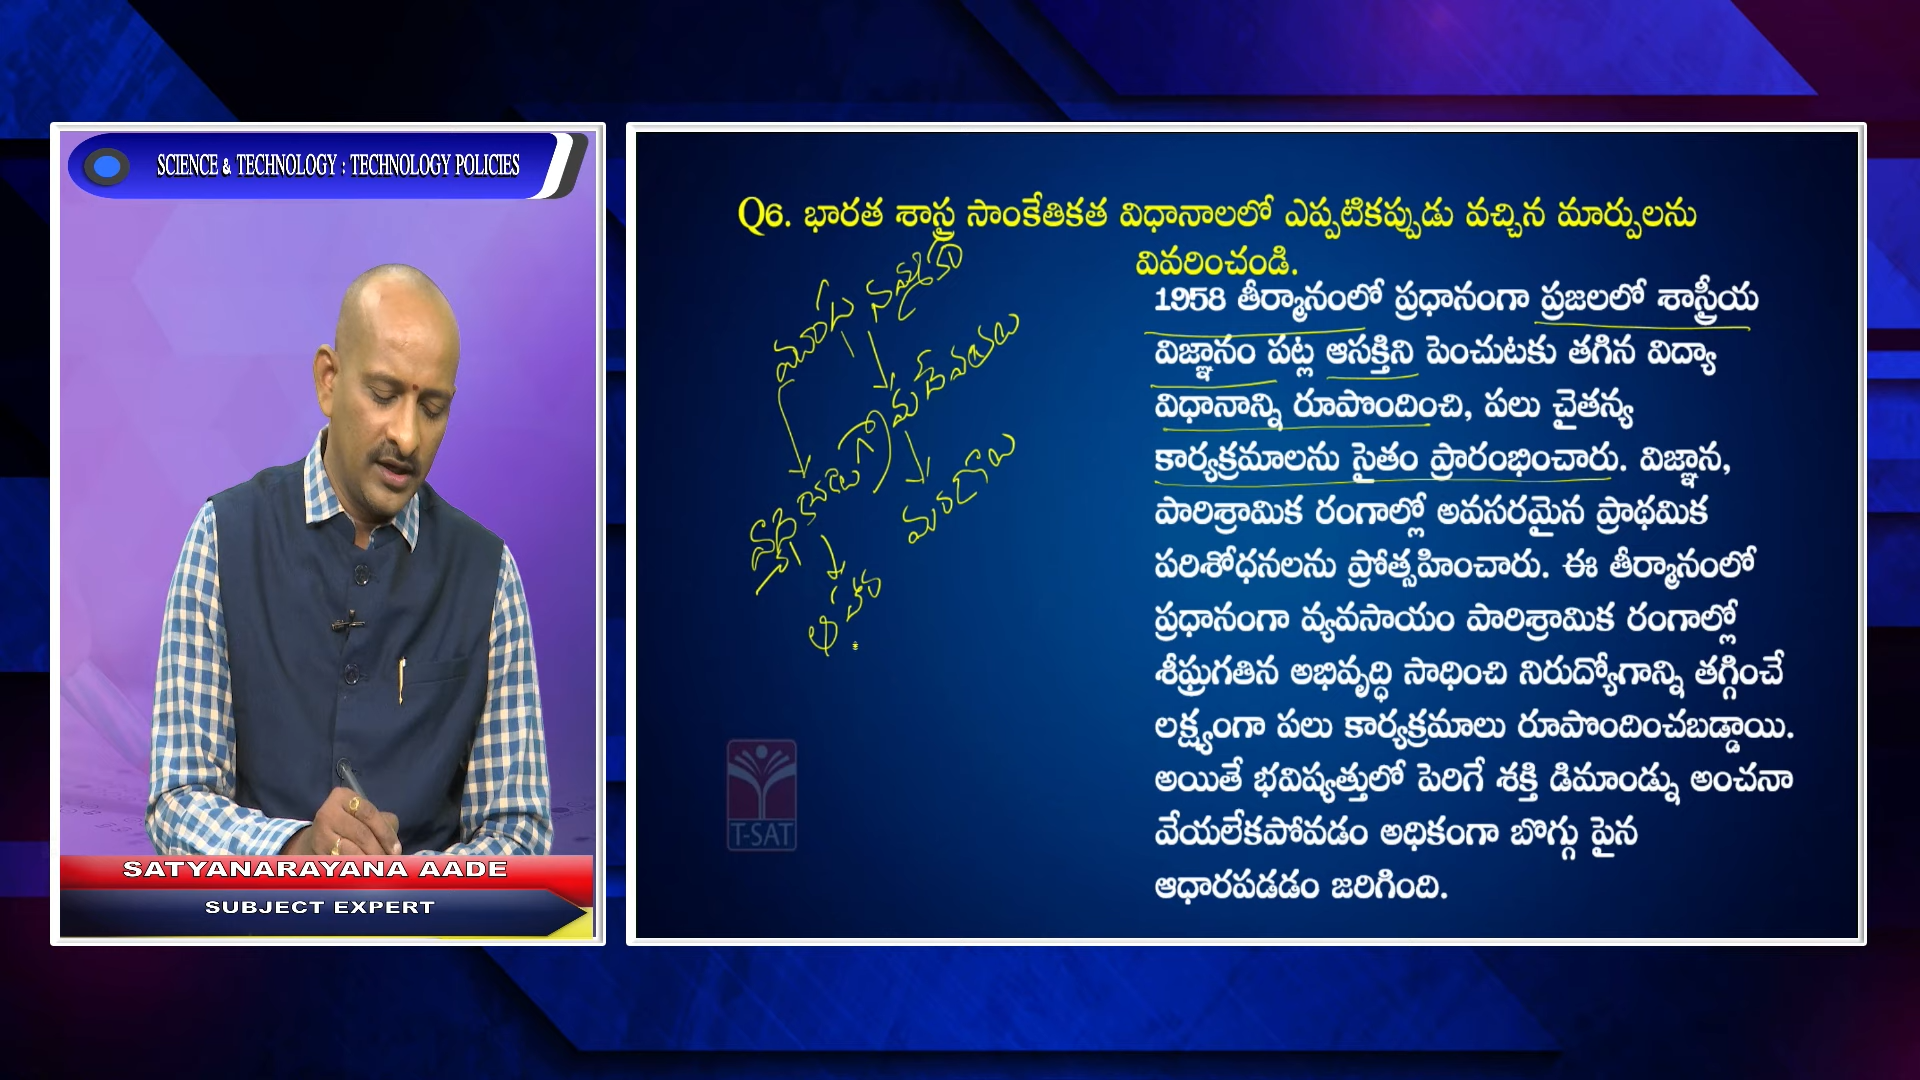 SCIENCE & TECHNOLOGY : TECHNOLOGY POLICIES
SATYANARAYANA AADE
SUBJECT EXPERT
Q6. భారత శాస్త్ర సాంకేతికత విధానాలలో ఎప్పటికప్పుడు వచ్చిన మార్పులను
వివరించండి.
1958 తీర్మానంలో ప్రధానంగా ప్రజలలో శాస్త్రీయ
విజ్ఞానం పట్ల ఆసక్తిని పెంచుటకు తగిన విద్యా
విధానాన్ని రూపొందించి, పలు చైతన్య
కార్యక్రమాలను సైతం ప్రారంభించారు. విజ్ఞాన,
పారిశ్రామిక రంగాల్లో అవసరమైన ప్రాథమిక
పరిశోధనలను ప్రోత్సహించారు. ఈ తీర్మానంలో
ప్రధానంగా వ్యవసాయం పారిశ్రామిక రంగాల్లో
శీఘ్రగతిన అభివృద్ధి సాధించి నిరుద్యోగాన్ని తగ్గించే
లక్ష్యంగా పలు కార్యక్రమాలు రూపొందించబడ్డాయి.
అయితే భవిష్యత్తులో పెరిగే శక్తి డిమాండ్ను అంచనా
వేయలేకపోవడం అధికంగా బొగ్గు పైన
ఆధారపడడం జరిగింది.
గ్రామదేవతలు
T-SAT